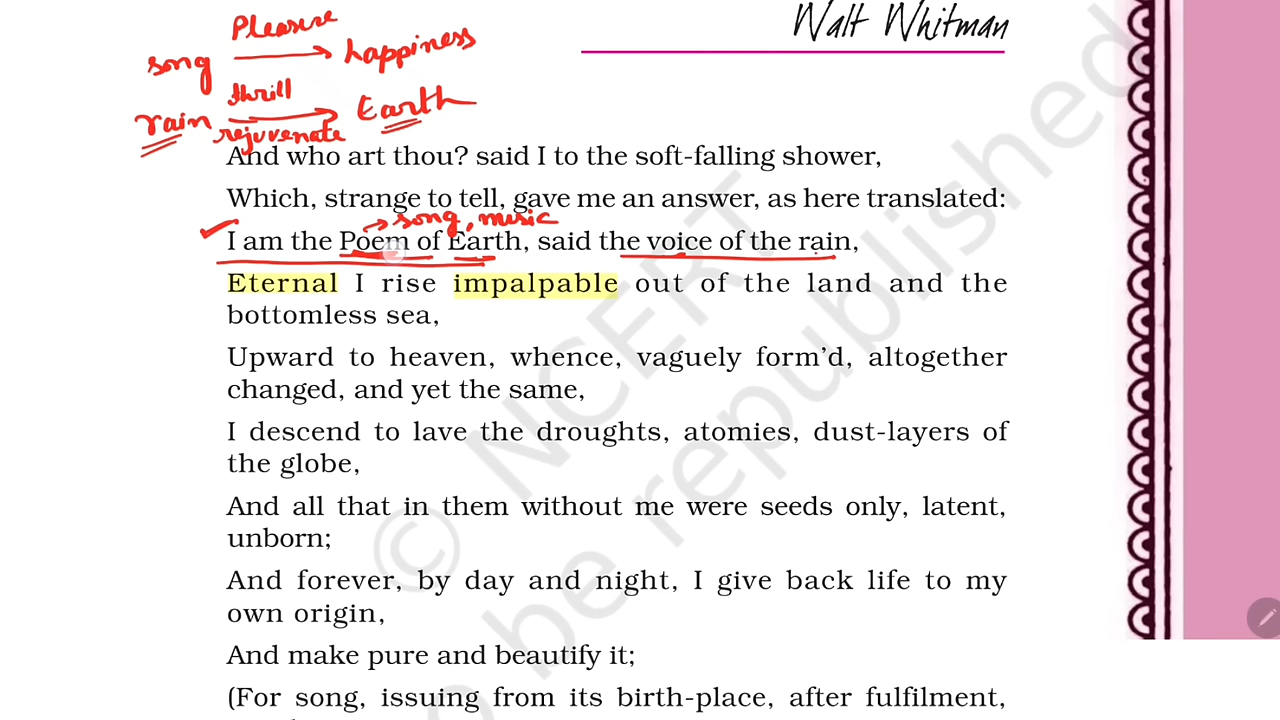 Walt Whitman
Pleasure
song → happiness
thrill
rain → Earth
rejuvenate
And who art thou? said I to the soft-falling shower,
Which, strange to tell, gave me an answer, as here translated:
→ song, music
I am the Poem of Earth, said the voice of the rain,
Eternal I rise impalpable out of the land and the
bottomless sea,
Upward to heaven, whence, vaguely form’d, altogether
changed, and yet the same,
I descend to lave the droughts, atomies, dust-layers of
the globe,
And all that in them without me were seeds only, latent,
unborn;
And forever, by day and night, I give back life to my
own origin,
And make pure and beautify it;
(For song, issuing from its birth-place, after fulfilment,
© NCERT
be republished